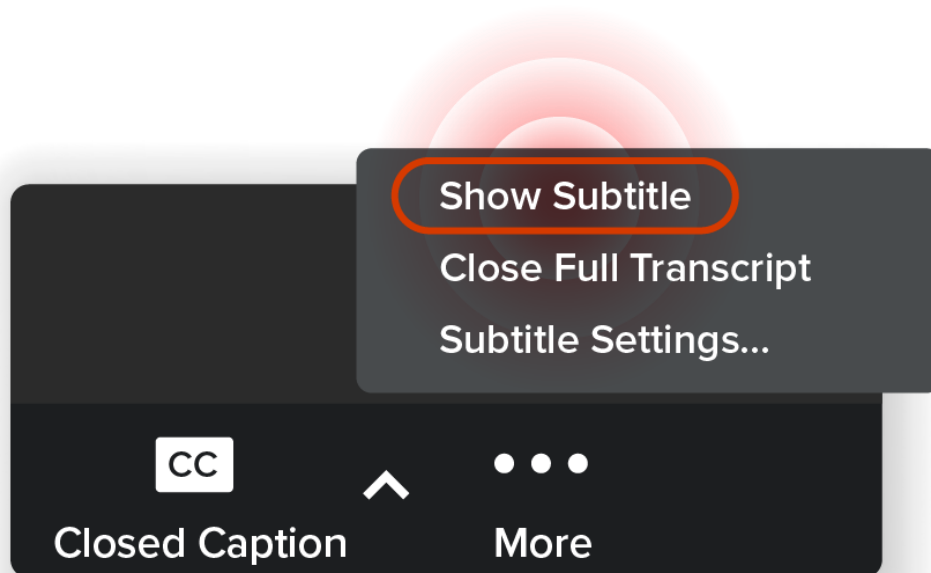 Show Subtitle
Close Full Transcript
Subtitle Settings...
CC
Closed Caption
More